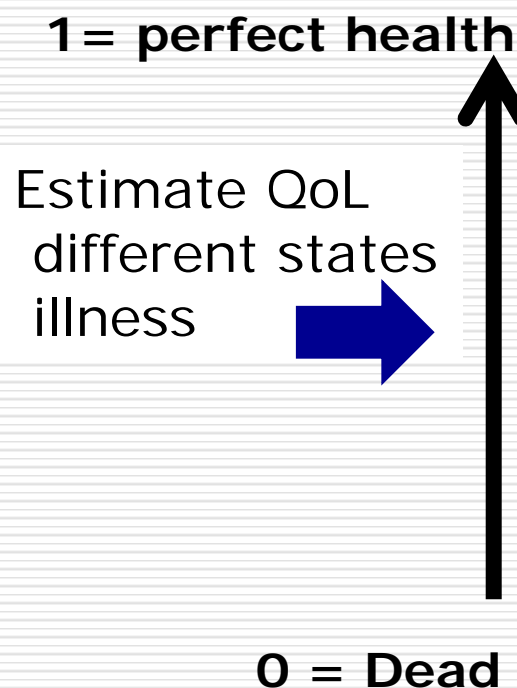 1= perfect health
Estimate QoL
different states
illness
0 = Dead